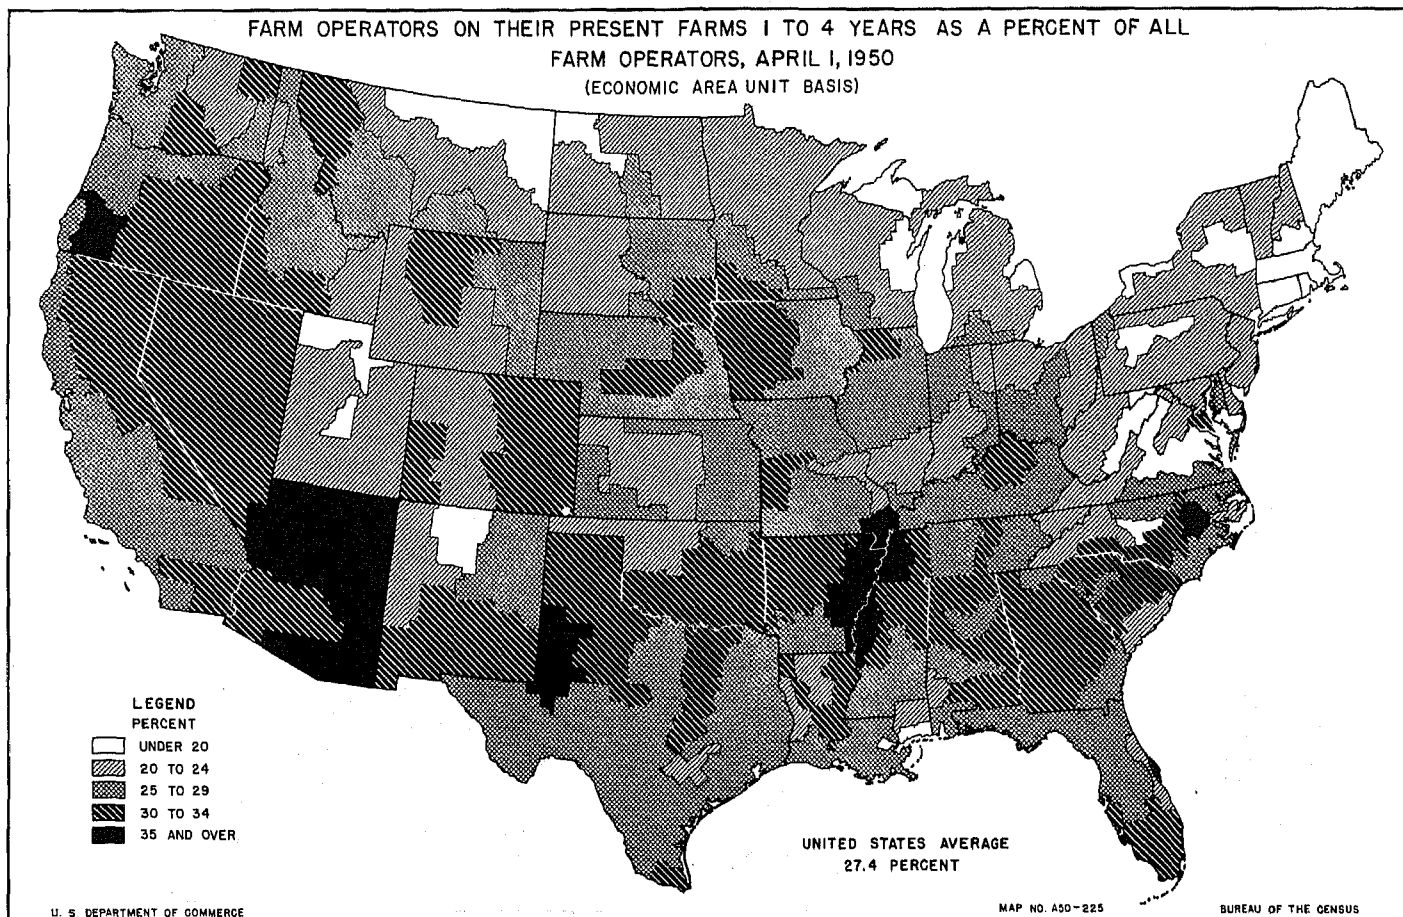 FARM OPERATORS ON THEIR PRESENT FARMS 1 TO 4 YEARS AS A PERCENT OF ALL
FARM OPERATORS, APRIL 1, 1950
(ECONOMIC AREA UNIT BASIS)
LEGEND
PERCENT
UNDER 20
20 TO 24
25 TO 29
30 TO 34
35 AND OVER
UNITED STATES AVERAGE
27.4 PERCENT
U. S. DEPARTMENT OF COMMERCE
MAP NO. A50-225
BUREAU OF THE CENSUS